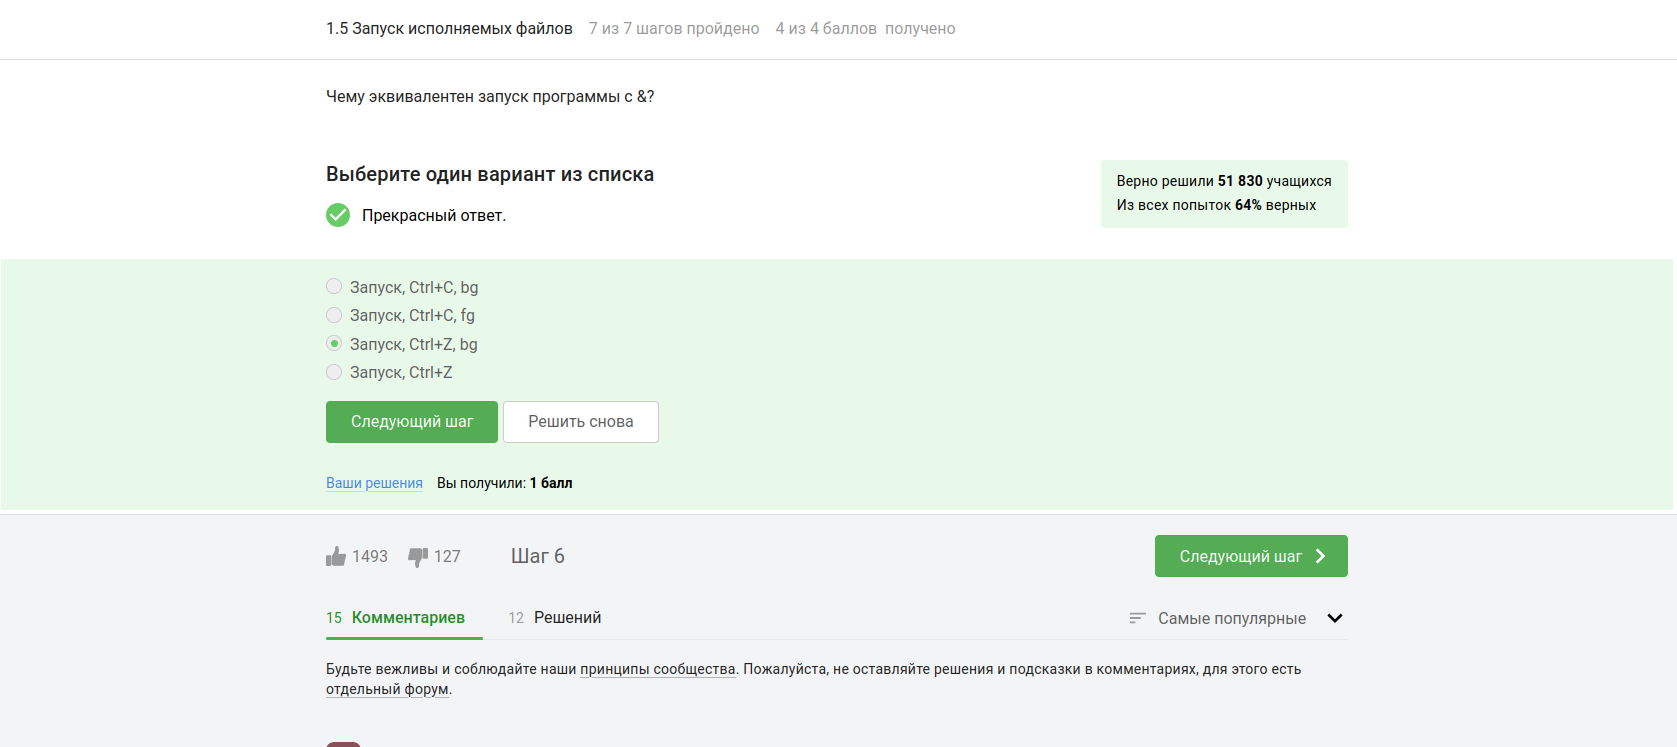 1.5 Запуск исполняемых файлов 7 из 7 шагов пройдено 4 из 4 баллов получено
Чему эквивалентен запуск программы с &?
Выберите один вариант из списка
Прекрасный ответ.
Верно решили 51 830 учащихся
Из всех попыток 64% верных
Запуск, Ctrl+C, bg
Запуск, Ctrl+C, fg
Запуск, Ctrl+Z, bg
Запуск, Ctrl+Z
Следующий шаг Решить снова
Ваши решения Вы получили: 1 балл
1493 127 Шаг 6 Следующий шаг
15 Комментариев 12 Решений Самые популярные
Будьте вежливы и соблюдайте наши принципы сообщества. Пожалуйста, не оставляйте решения и подсказки в комментариях, для этого есть
отдельный форум.